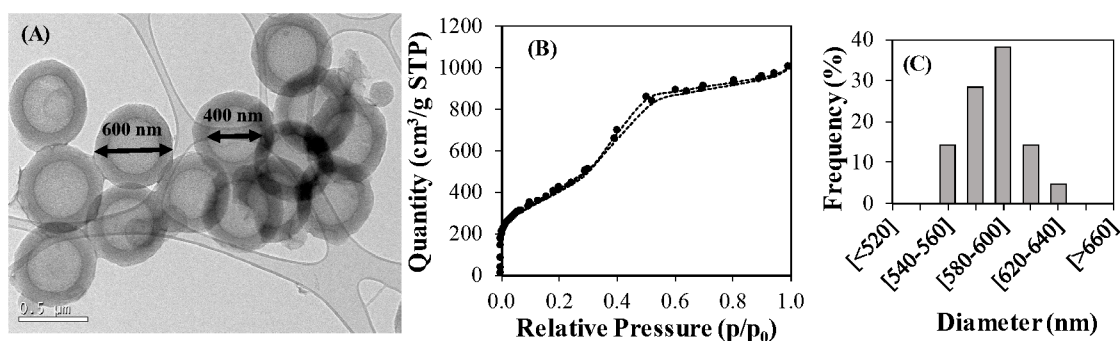 (A)
600 nm
400 nm
0.5 µm
Quantity (cm³/g STP)
1200
1000
800
600
400
200
0
(B)
0.0 0.2 0.4 0.6 0.8 1.0
Relative Pressure (p/p₀)
Frequency (%)
40
30
20
10
0
(C)
[<520]
[540-560]
[580-600]
[620-640]
[>660]
Diameter (nm)